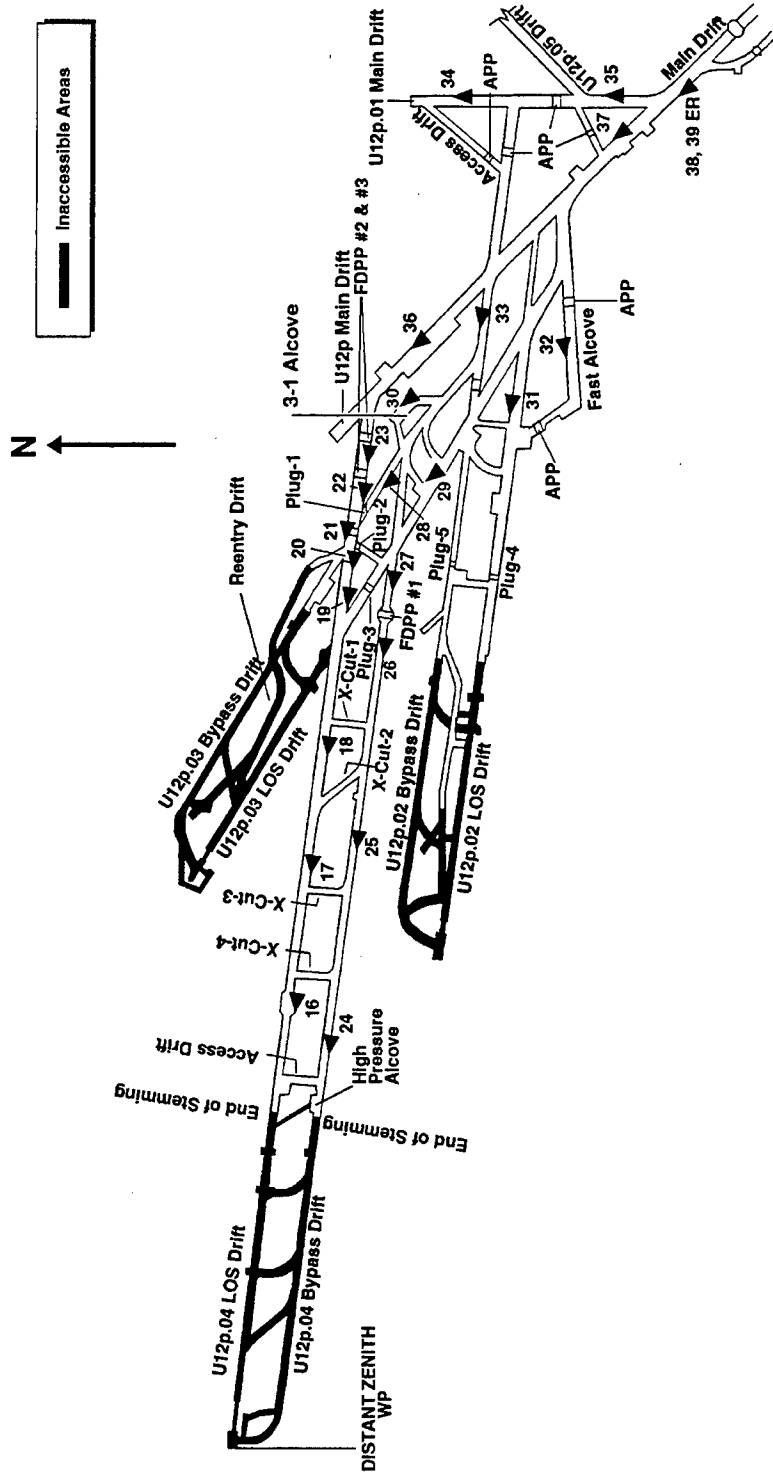 Inaccessible Areas
N
U12p.01 Main Drift
34
U12p.05 Drift
35
Main Drift
Access Drift
APP
APP
37
38, 39 ER
3-1 Alcove
U12p Main Drift
FDPP #2 & #3
36
33
30
23
22
Plug-1
21
20
Plug-2
Reentry Drift
19
29
28
31
32
APP
Fast Alcove
APP
Plug-5
Plug-4
27
FDPP #1
26
Plug-3
X-Cut-1
18
X-Cut-2
25
17
X-Cut-3
X-Cut-4
16
24
Access Drift
High
Pressure
Alcove
End of Stemming
End of Stemming
U12p.03 Bypass Drift
U12p.03 LOS Drift
U12p.02 Bypass Drift
U12p.02 LOS Drift
U12p.04 LOS Drift
U12p.04 Bypass Drift
DISTANT ZENITH
WP